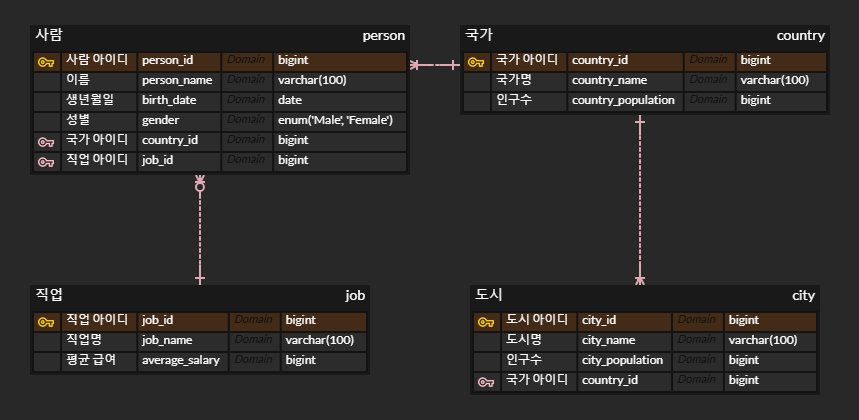 사람 person
사람 아이디 person_id Domain bigint
이름 person_name Domain varchar(100)
생년월일 birth_date Domain date
성별 gender Domain enum('Male', 'Female')
국가 아이디 country_id Domain bigint
직업 아이디 job_id Domain bigint
국가 country
국가 아이디 country_id Domain bigint
국가명 country_name Domain varchar(100)
인구수 country_population Domain bigint
직업 job
직업 아이디 job_id Domain bigint
직업명 job_name Domain varchar(100)
평균 급여 average_salary Domain bigint
도시 city
도시 아이디 city_id Domain bigint
도시명 city_name Domain varchar(100)
인구수 city_population Domain bigint
국가 아이디 country_id Domain bigint